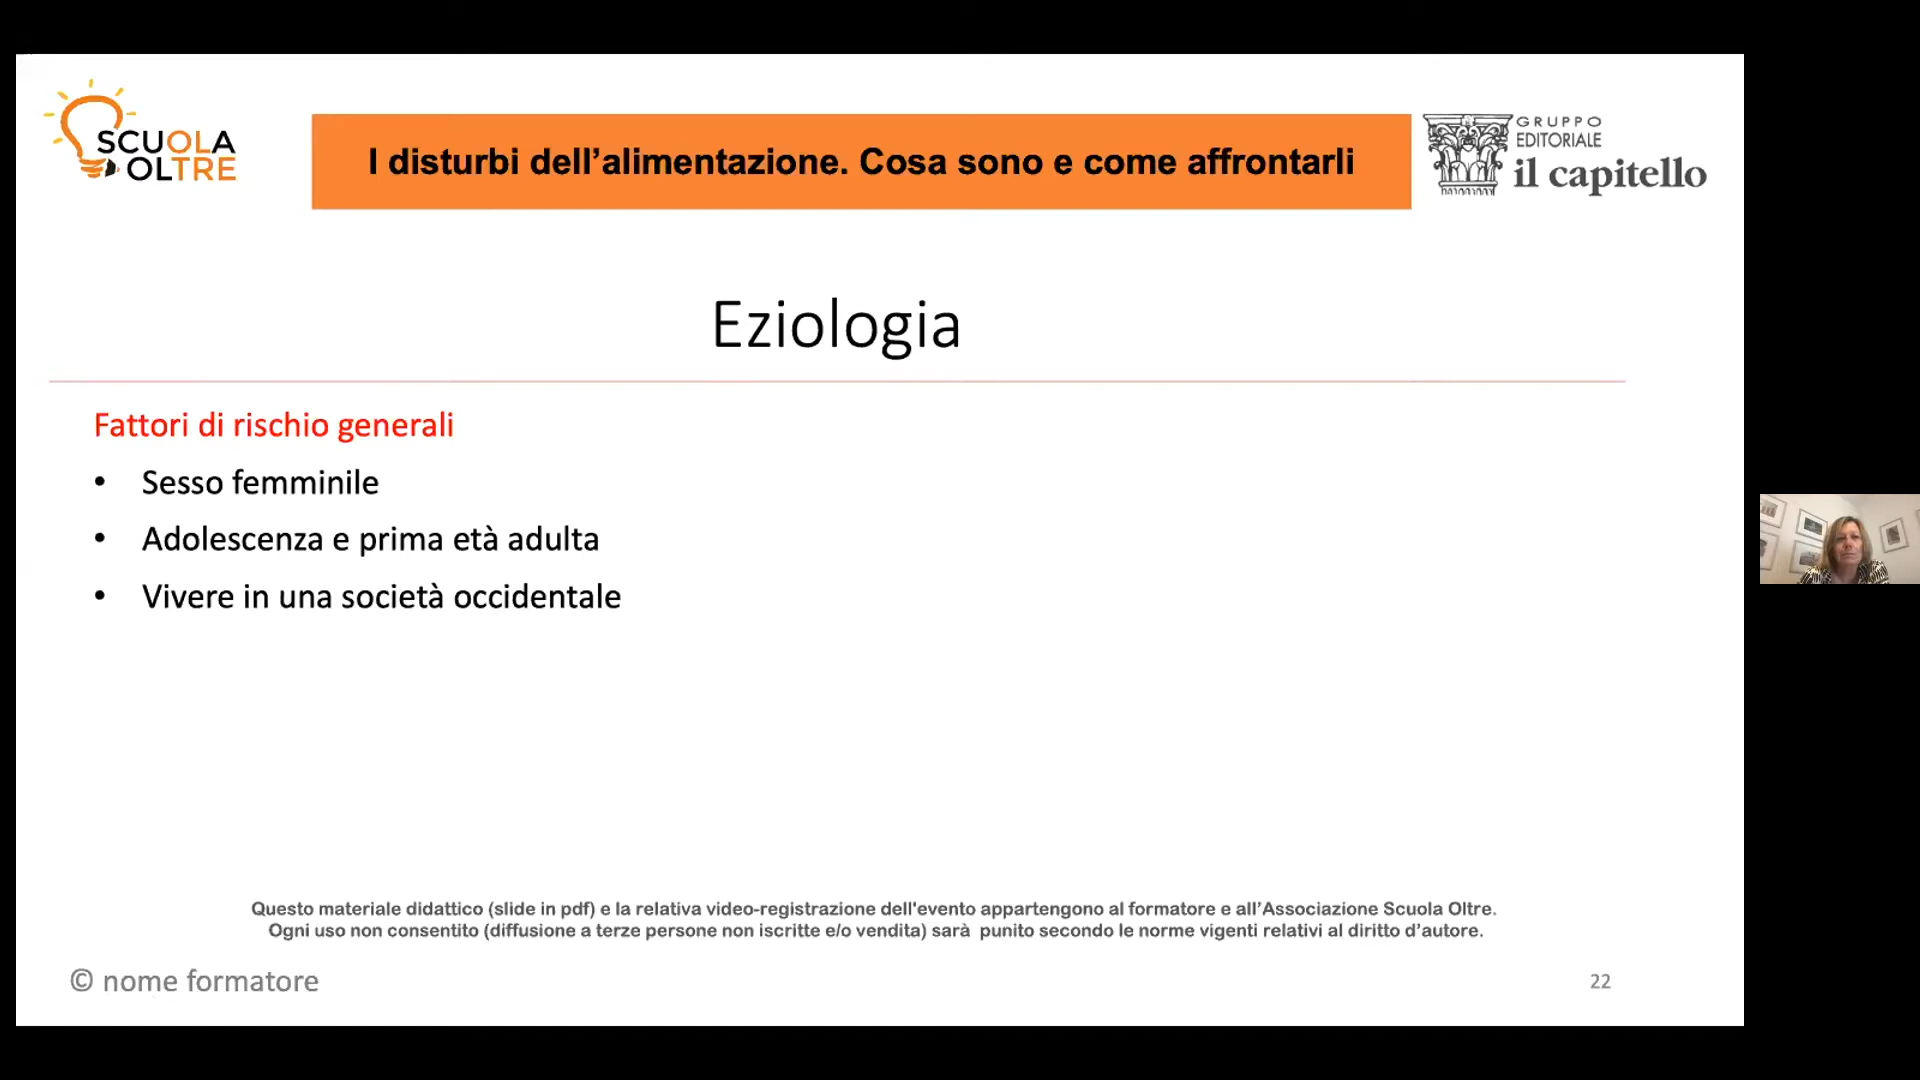 SCUOLA
OLTRE
I disturbi dell’alimentazione. Cosa sono e come affrontarli
GRUPPO
EDITORIALE
il capitello
Eziologia
Fattori di rischio generali
• Sesso femminile
• Adolescenza e prima età adulta
• Vivere in una società occidentale
Questo materiale didattico (slide in pdf) e la relativa video-registrazione dell'evento appartengono al formatore e all’Associazione Scuola Oltre.
Ogni uso non consentito (diffusione a terze persone non iscritte e/o vendita) sarà punito secondo le norme vigenti relativi al diritto d’autore.
© nome formatore
22